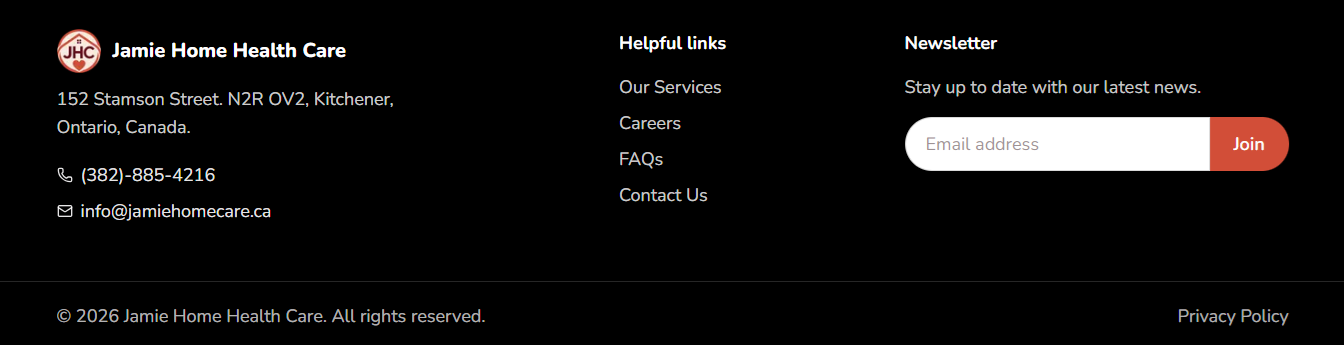 JHC
Jamie Home Health Care
152 Stamson Street. N2R OV2, Kitchener,
Ontario, Canada.
(382)-885-4216
info@jamiehomecare.ca
Helpful links
Our Services
Careers
FAQs
Contact Us
Newsletter
Stay up to date with our latest news.
Email address
Join
© 2026 Jamie Home Health Care. All rights reserved.
Privacy Policy